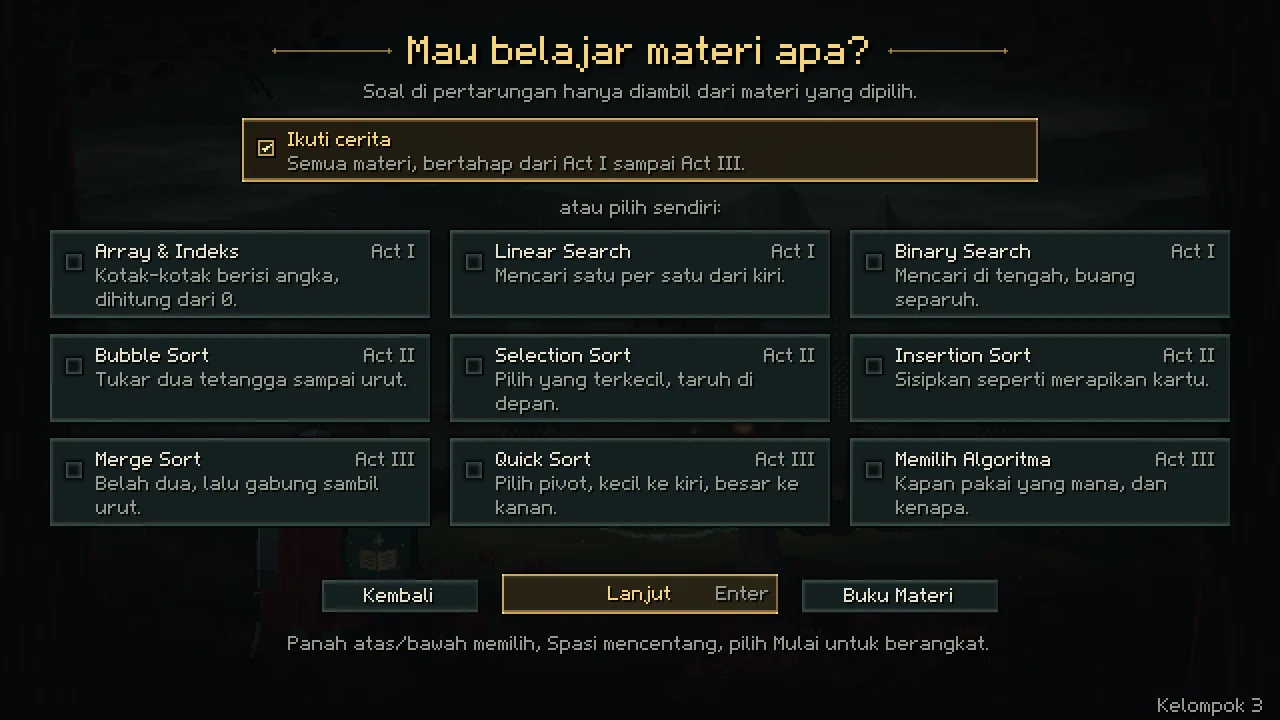 Mau belajar materi apa?
Soal di pertarungan hanya diambil dari materi yang dipilih.
Ikuti cerita
Semua materi, bertahap dari Act I sampai Act III.
atau pilih sendiri:
Array & Indeks Act I
Kotak-kotak berisi angka,
dihitung dari 0.
Linear Search Act I
Mencari satu per satu dari kiri.
Binary Search Act I
Mencari di tengah, buang
separuh.
Bubble Sort Act II
Tukar dua tetangga sampai urut.
Selection Sort Act II
Pilih yang terkecil, taruh di
depan.
Insertion Sort Act II
Sisipkan seperti merapikan kartu.
Merge Sort Act III
Belah dua, lalu gabung sambil
urut.
Quick Sort Act III
Pilih pivot, kecil ke kiri, besar ke
kanan.
Memilih Algoritma Act III
Kapan pakai yang mana, dan
kenapa.
Kembali
Lanjut Enter
Buku Materi
Panah atas/bawah memilih, Spasi mencentang, pilih Mulai untuk berangkat.
Kelompok 3